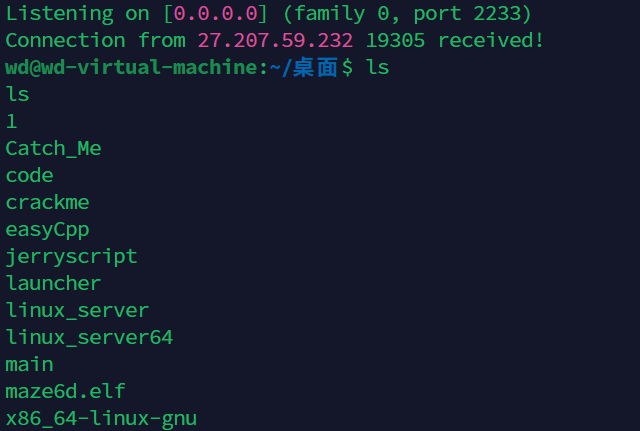 Listening on [0.0.0.0] (family 0, port 2233)
Connection from 27.207.59.232 19305 received!
wd@wd-virtual-machine:~/桌面$ ls
ls
1
Catch_Me
code
crackme
easyCpp
jerryscript
launcher
linux_server
linux_server64
main
maze6d.elf
x86_64-linux-gnu